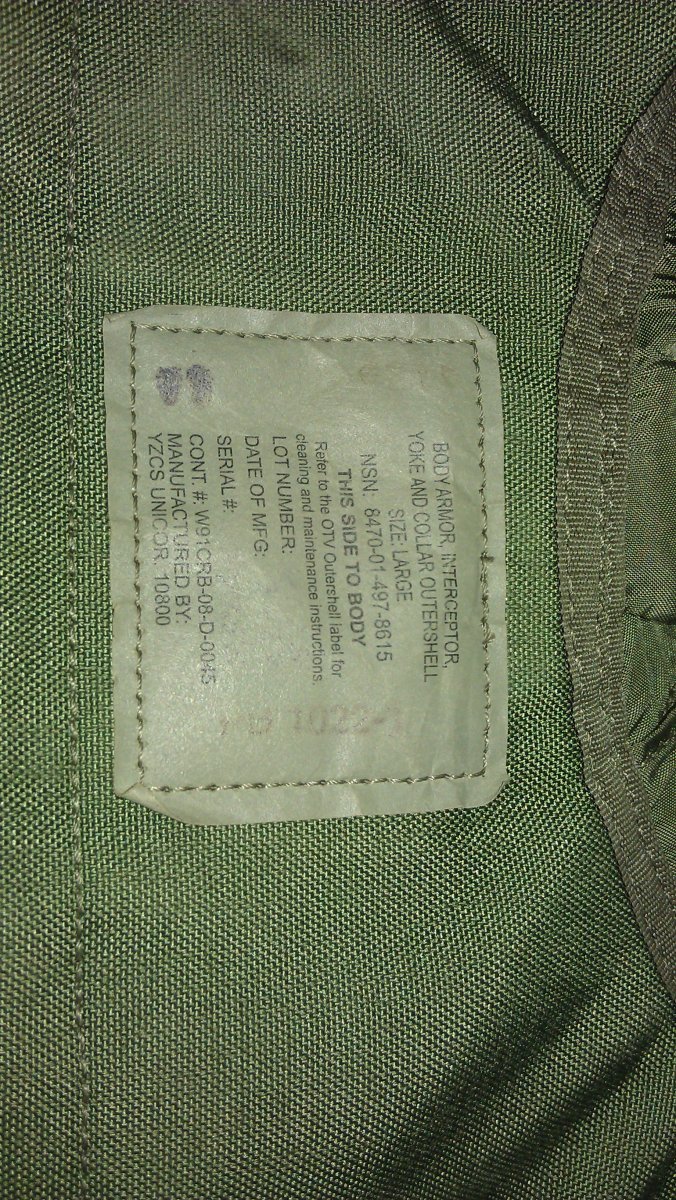 BODY ARMOR, INTERCEPTOR,
YOKE AND COLLAR OUTERSHELL
SIZE: LARGE
NSN: 8470-01-497-8615
THIS SIDE TO BODY
Refer to the OTV Outershell label for
cleaning and maintenance instructions.
LOT NUMBER:
DATE OF MFG:
SERIAL #:
CONT. #: W91CRB-08-D-0045
MANUFACTURED BY:
YZCS UNICOR. 10800